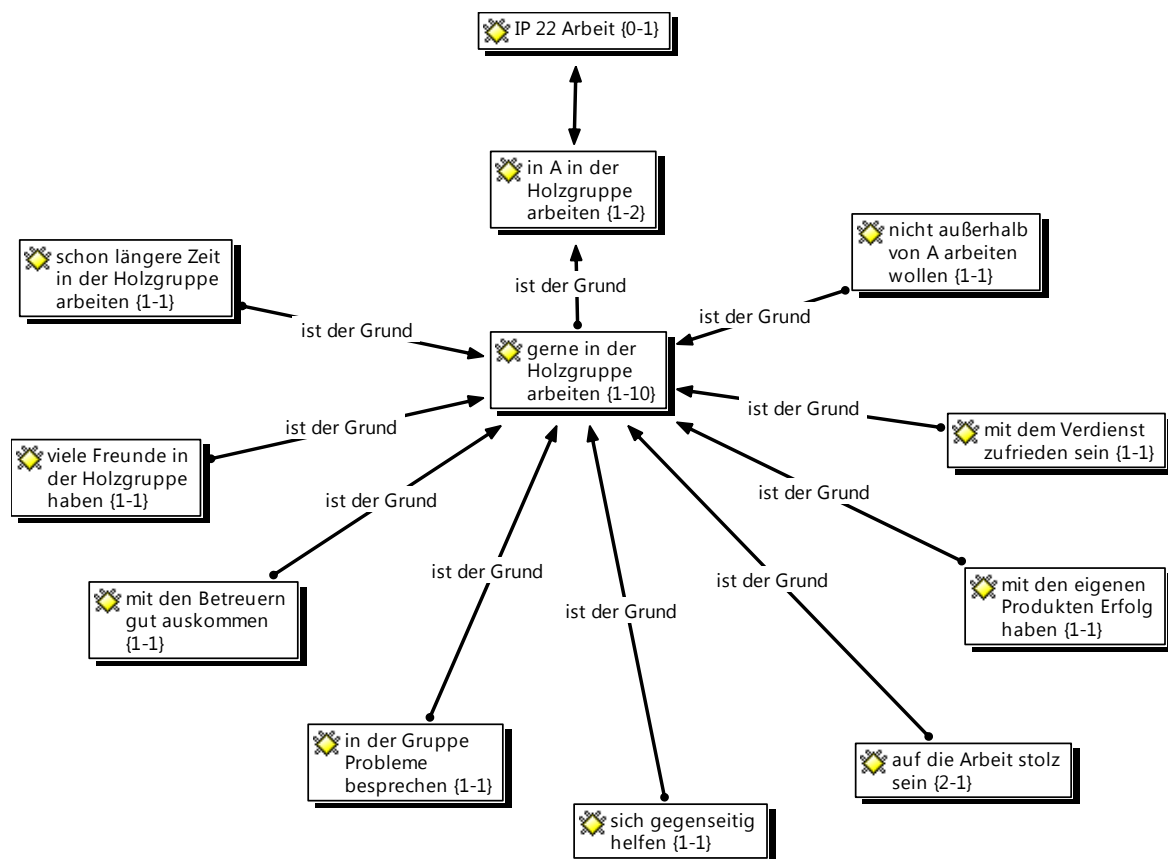 IP 22 Arbeit {0-1}
in A in der
Holzgruppe
arbeiten {1-2}
nicht außerhalb
von A arbeiten
wollen {1-1}
schon längere Zeit
in der Holzgruppe
arbeiten {1-1}
ist der Grund
ist der Grund
ist der Grund
gerne in der
Holzgruppe
arbeiten {1-10}
ist der Grund
ist der Grund
mit dem Verdienst
zufrieden sein {1-1}
viele Freunde in
der Holzgruppe
haben {1-1}
ist der Grund
ist der Grund
ist der Grund
ist der Grund
ist der Grund
mit den Betreuern
gut auskommen
{1-1}
mit den eigenen
Produkten Erfolg
haben {1-1}
in der Gruppe
Probleme
besprechen {1-1}
auf die Arbeit stolz
sein {2-1}
sich gegenseitig
helfen {1-1}